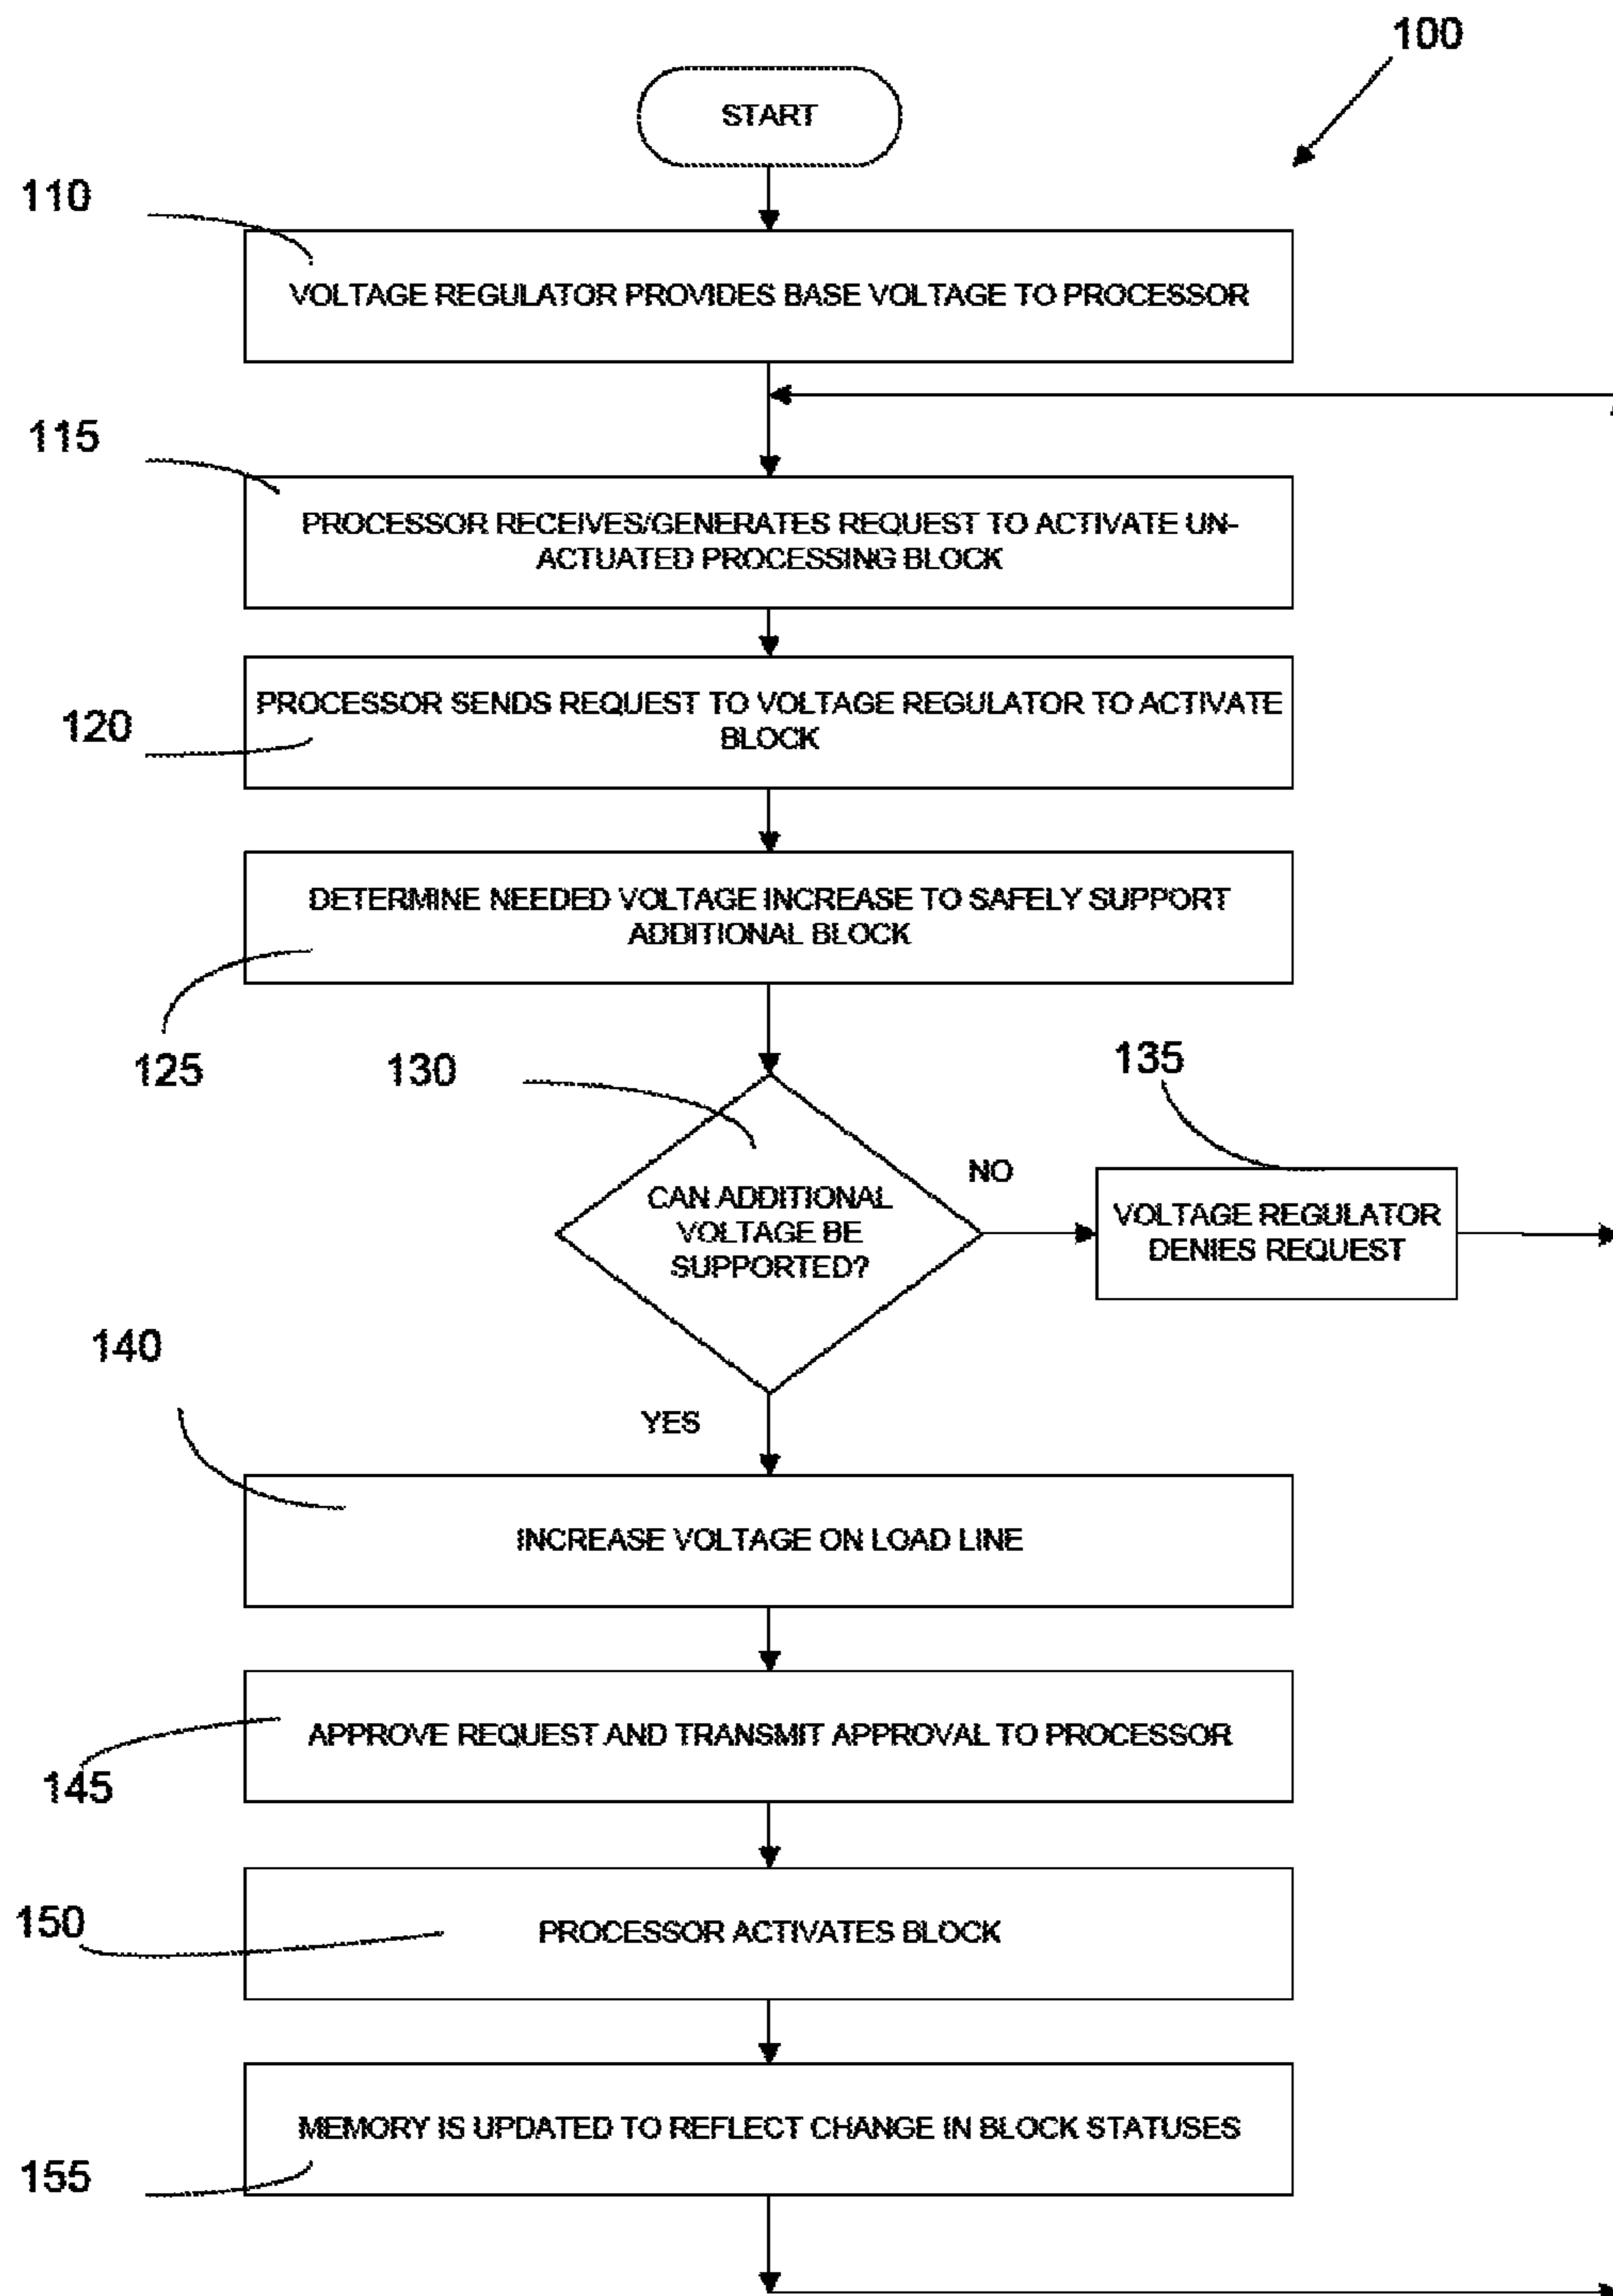 100
START
110
VOLTAGE REGULATOR PROVIDES BASE VOLTAGE TO PROCESSOR
115
PROCESSOR RECEIVES/GENERATES REQUEST TO ACTIVATE UN-
ACTUATED PROCESSING BLOCK
120
PROCESSOR SENDS REQUEST TO VOLTAGE REGULATOR TO ACTIVATE
BLOCK
DETERMINE NEEDED VOLTAGE INCREASE TO SAFELY SUPPORT
ADDITIONAL BLOCK
125
130
135
CAN ADDITIONAL
VOLTAGE BE
SUPPORTED?
NO
VOLTAGE REGULATOR
DENIES REQUEST
140
YES
INCREASE VOLTAGE ON LOAD LINE
APPROVE REQUEST AND TRANSMIT APPROVAL TO PROCESSOR
145
150
PROCESSOR ACTIVATES BLOCK
MEMORY IS UPDATED TO REFLECT CHANGE IN BLOCK STATUSES
155